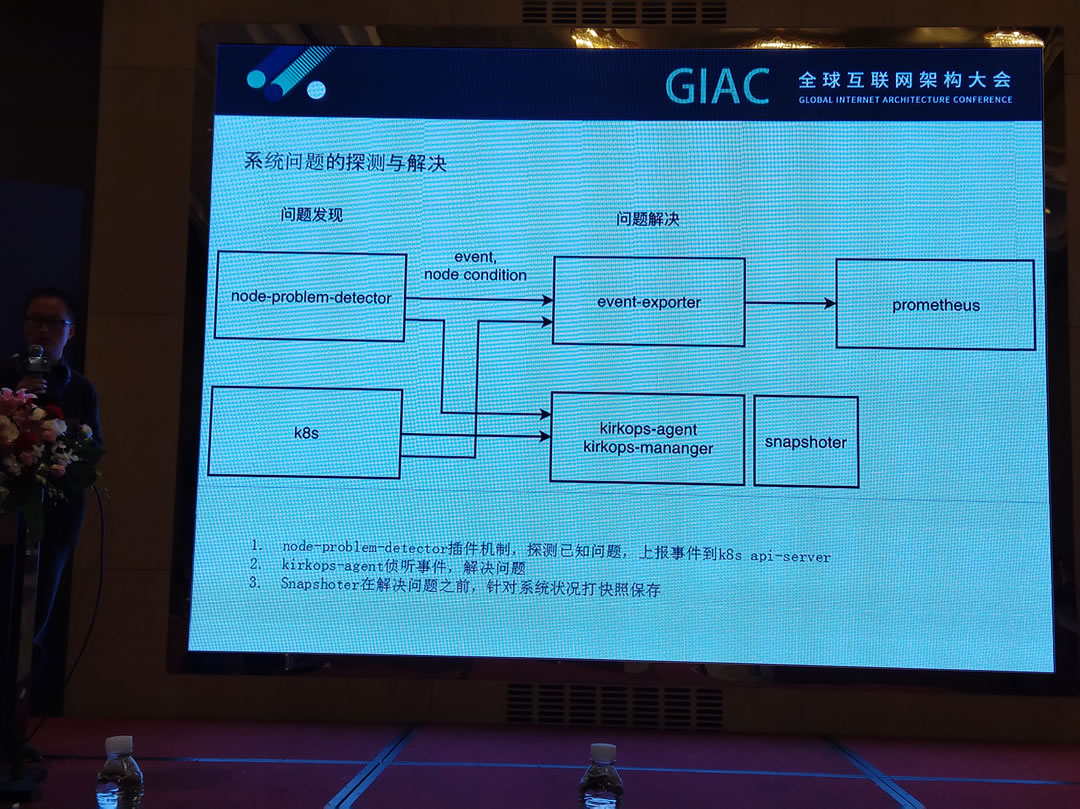 GIAC
全球互联网架构大会
GLOBAL INTERNET ARCHITECTURE CONFERENCE
系统问题的探测与解决
问题发现
问题解决
event,
node condition
node-problem-detector
event-exporter
prometheus
k8s
kirkops-agent
kirkops-mananger
snapshoter
1. node-problem-detector插件机制，探测已知问题，上报事件到k8s api-server
2. kirkops-agent侦听事件，解决问题
3. Snapshoter在解决问题之前，针对系统状况打快照保存